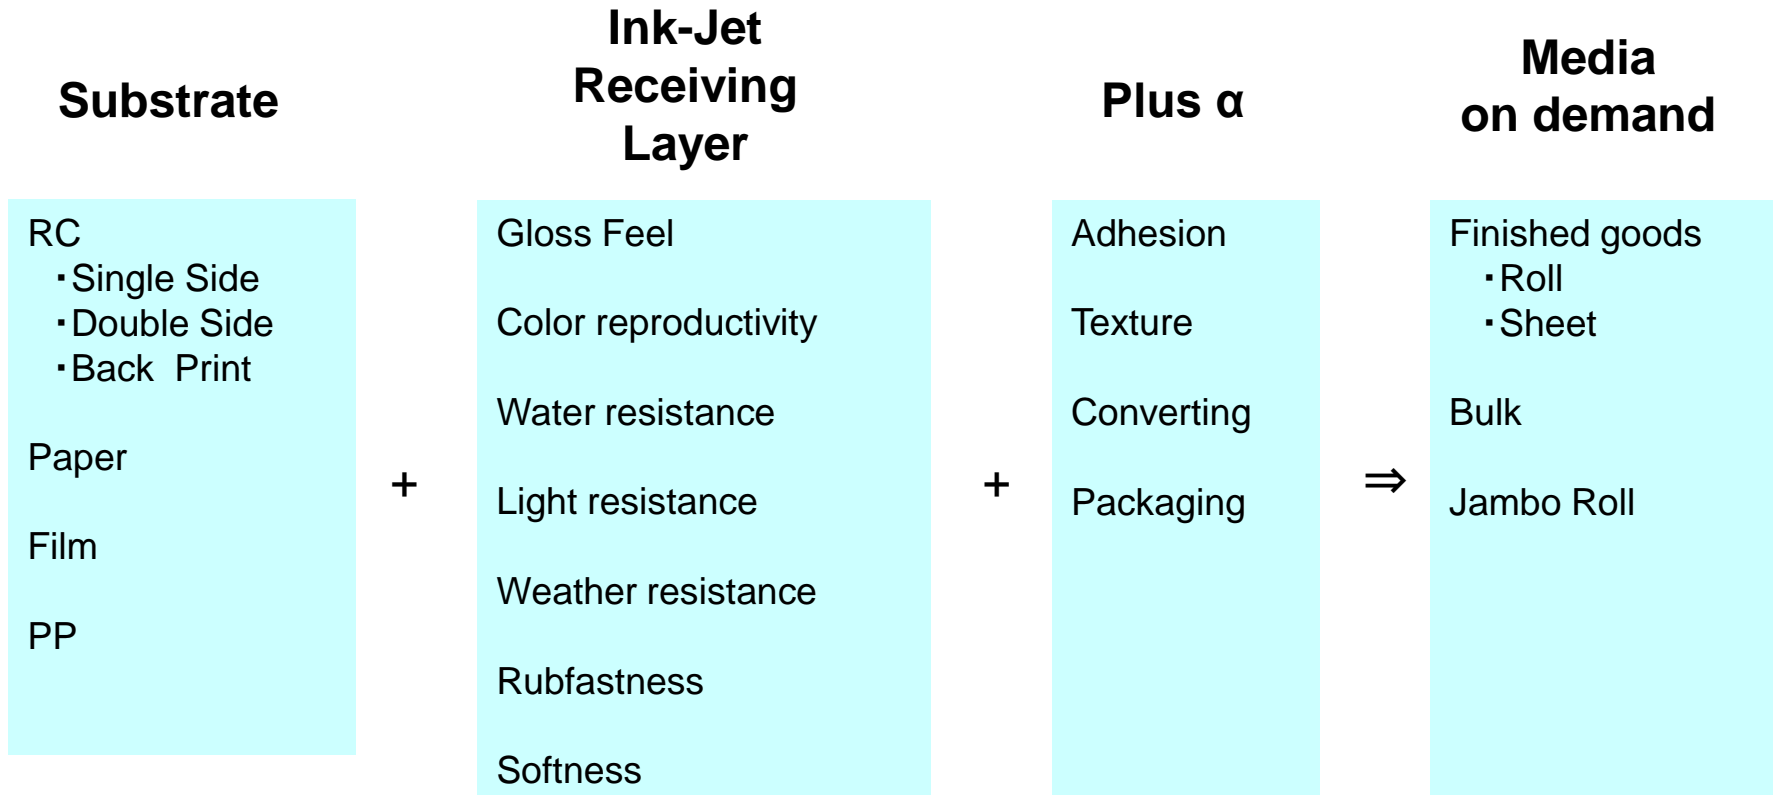 Substrate
Ink-Jet
Receiving
Layer
Plus α
Media
on demand
RC
・Single Side
・Double Side
・Back  Print
Paper
Film
PP
+
Gloss Feel
Color reproductivity
Water resistance
Light resistance
Weather resistance
Rubfastness
Softness
+
Adhesion
Texture
Converting
Packaging
⇒
Finished goods
・Roll
・Sheet
Bulk
Jambo Roll